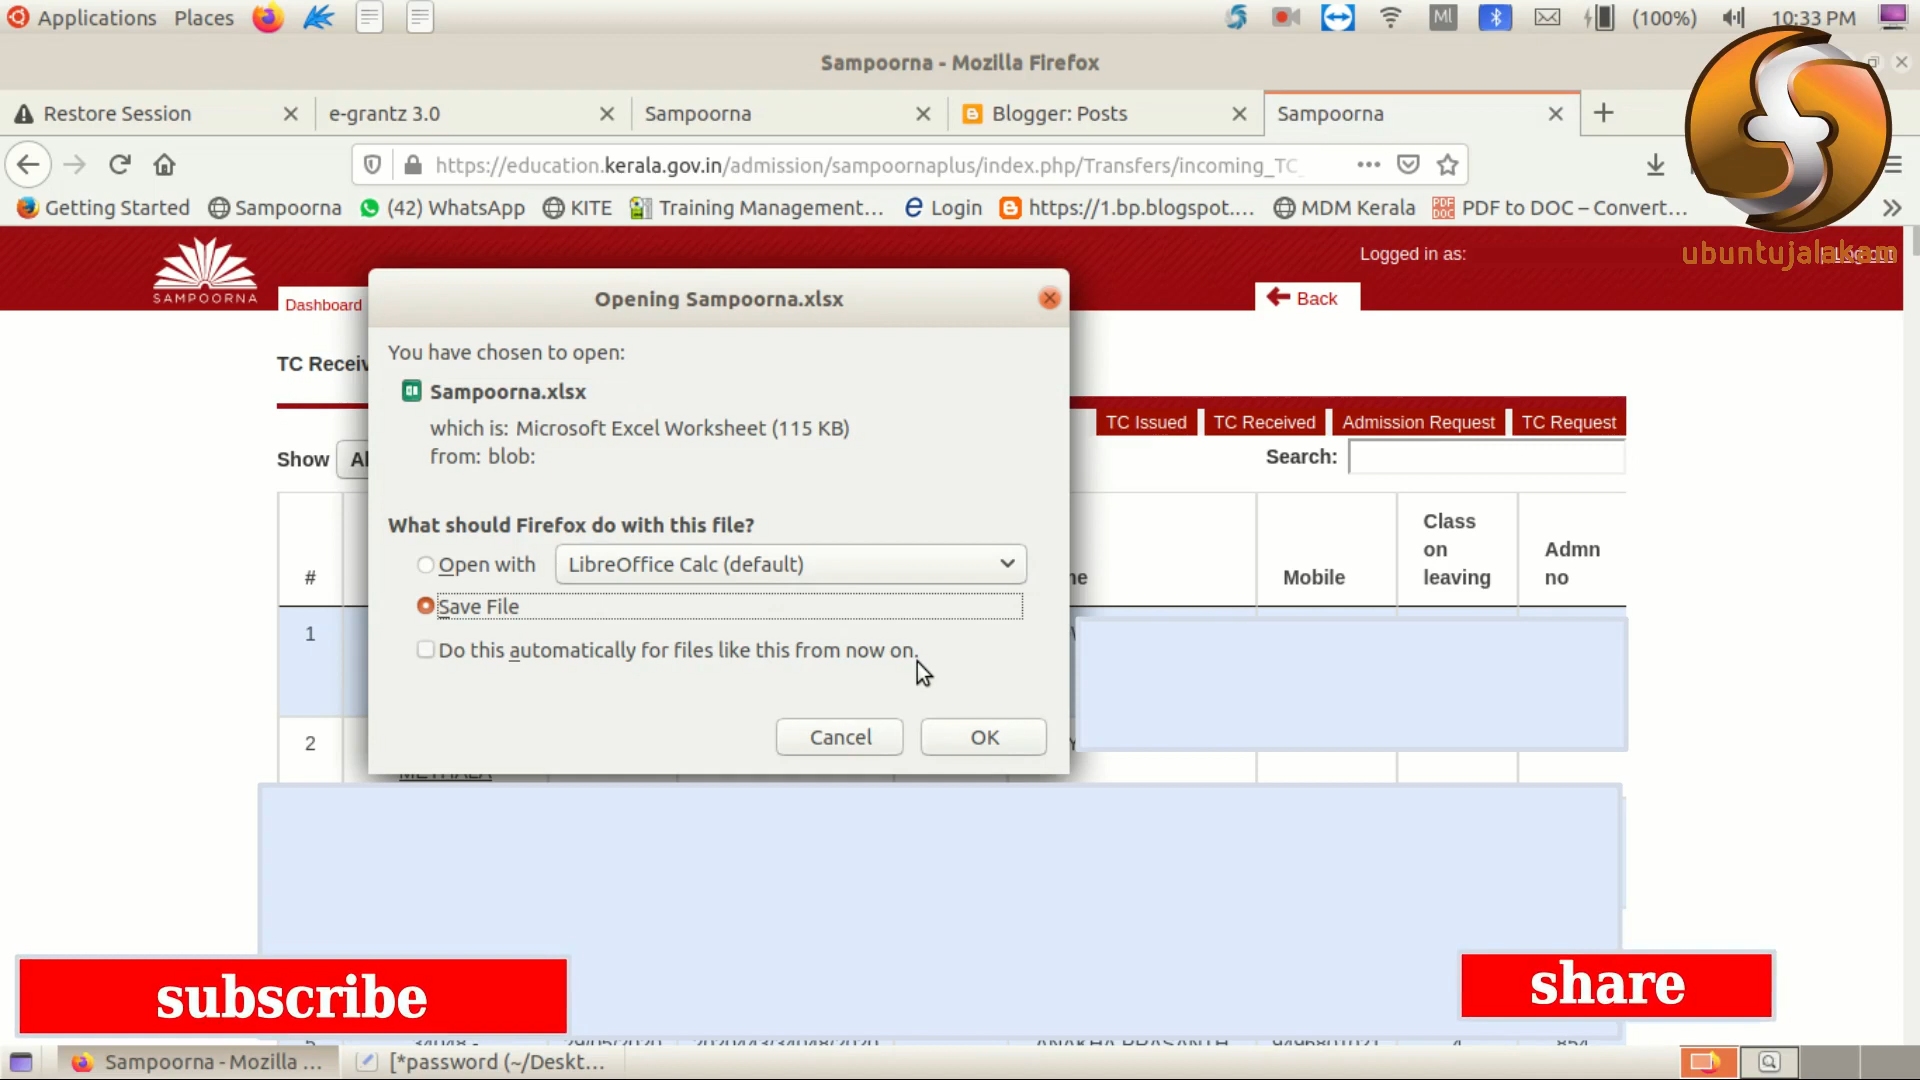 Applications Places
Ml (100%) 10:33 PM
Sampoorna - Mozilla Firefox
Restore Session e-grantz 3.0 Sampoorna Blogger: Posts Sampoorna
https://education.kerala.gov.in/admission/sampoornaplus/index.php/Transfers/incoming_TC_
Getting Started Sampoorna (42) WhatsApp KITE Training Management... Login https://1.bp.blogspot.... MDM Kerala PDF to DOC – Convert...
ubuntujalakam
SAMPOORNA
Logged in as:
Dashboard
Back
TC Receiv
TC Issued TC Received Admission Request TC Request
Show Al
Search:
# Mobile Class on leaving Admn no
1
2
Opening Sampoorna.xlsx
You have chosen to open:
Sampoorna.xlsx
which is: Microsoft Excel Worksheet (115 KB)
from: blob:
What should Firefox do with this file?
Open with LibreOffice Calc (default)
Save File
Do this automatically for files like this from now on.
Cancel OK
subscribe
share
Sampoorna - Mozilla ...
[*password (~/Deskt...